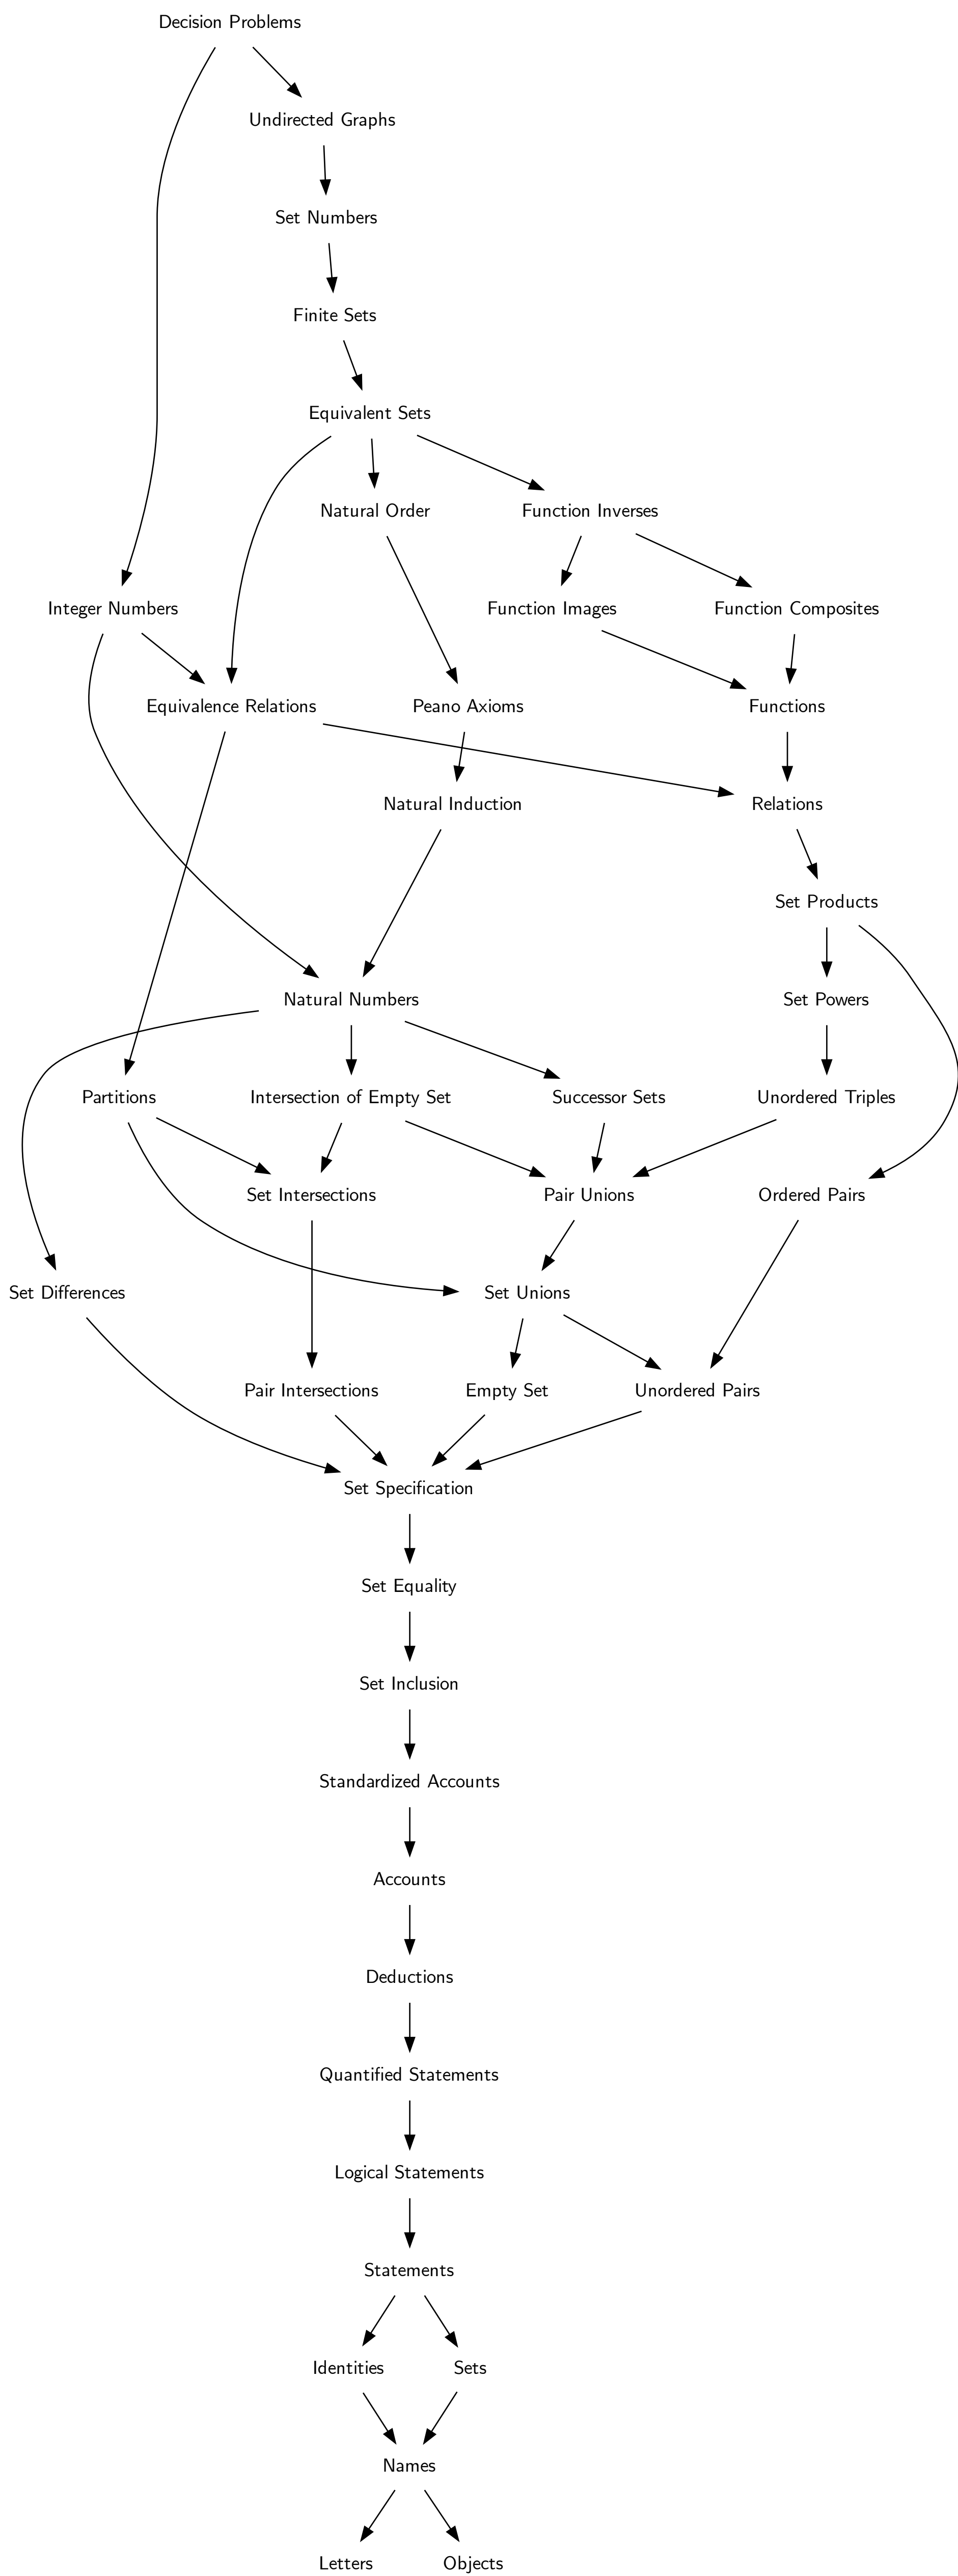 Decision Problems
Undirected Graphs
Set Numbers
Finite Sets
Equivalent Sets
Natural Order
Function Inverses
Integer Numbers
Function Images
Function Composites
Equivalence Relations
Peano Axioms
Functions
Natural Induction
Relations
Set Products
Natural Numbers
Set Powers
Partitions
Intersection of Empty Set
Successor Sets
Unordered Triples
Set Intersections
Pair Unions
Ordered Pairs
Set Differences
Set Unions
Pair Intersections
Empty Set
Unordered Pairs
Set Specification
Set Equality
Set Inclusion
Standardized Accounts
Accounts
Deductions
Quantified Statements
Logical Statements
Statements
Identities
Sets
Names
Letters
Objects